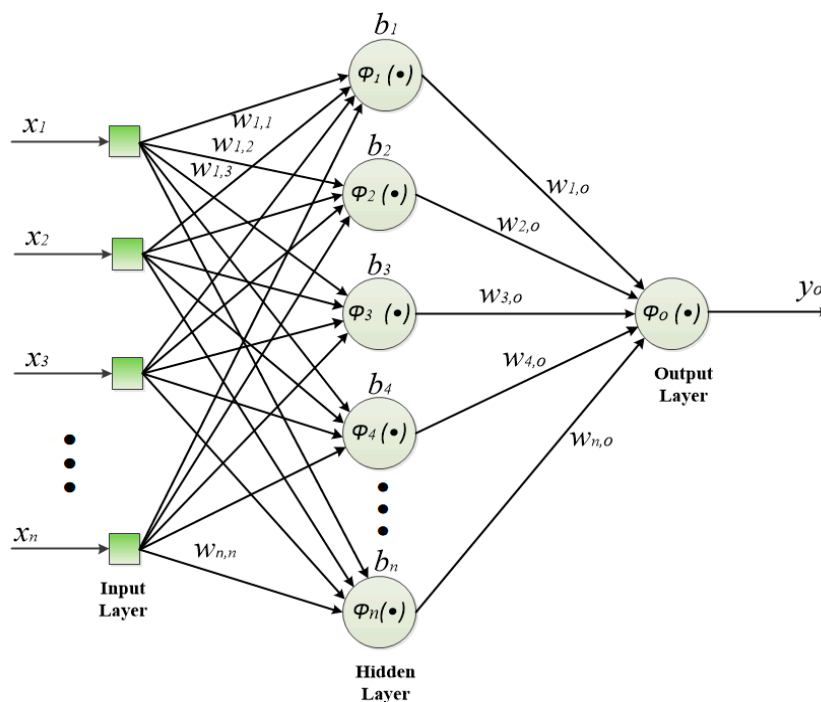 b1
Φ1 (•)
x1
w1,1
w1,2
w1,3
b2
Φ2 (•)
w1,o
w2,o
x2
b3
Φ3 (•)
w3,o
Φo (•)
yo
x3
w4,o
Output
Layer
b4
Φ4 (•)
wn,o
xn
wn,n
bn
Φn(•)
Input
Layer
Hidden
Layer